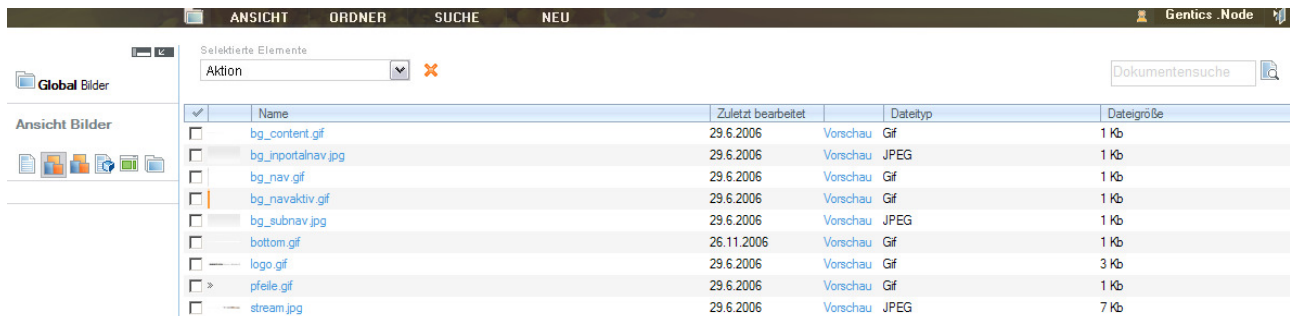 ANSICHT ORDNER SUCHE NEU Gentics .Node
Selektierte Elemente
Aktion
Dokumentensuche
Global Bilder
Ansicht Bilder
Name Zuletzt bearbeitet Dateityp Dateigröße
bg_content.gif 29.6.2006 Vorschau Gif 1 Kb
bg_inportalnav.jpg 29.6.2006 Vorschau JPEG 1 Kb
bg_nav.gif 29.6.2006 Vorschau Gif 1 Kb
bg_navaktiv.gif 29.6.2006 Vorschau Gif 1 Kb
bg_subnav.jpg 29.6.2006 Vorschau JPEG 1 Kb
bottom.gif 26.11.2006 Vorschau Gif 1 Kb
logo.gif 29.6.2006 Vorschau Gif 3 Kb
pfeile.gif 29.6.2006 Vorschau Gif 1 Kb
stream.jpg 29.6.2006 Vorschau JPEG 7 Kb